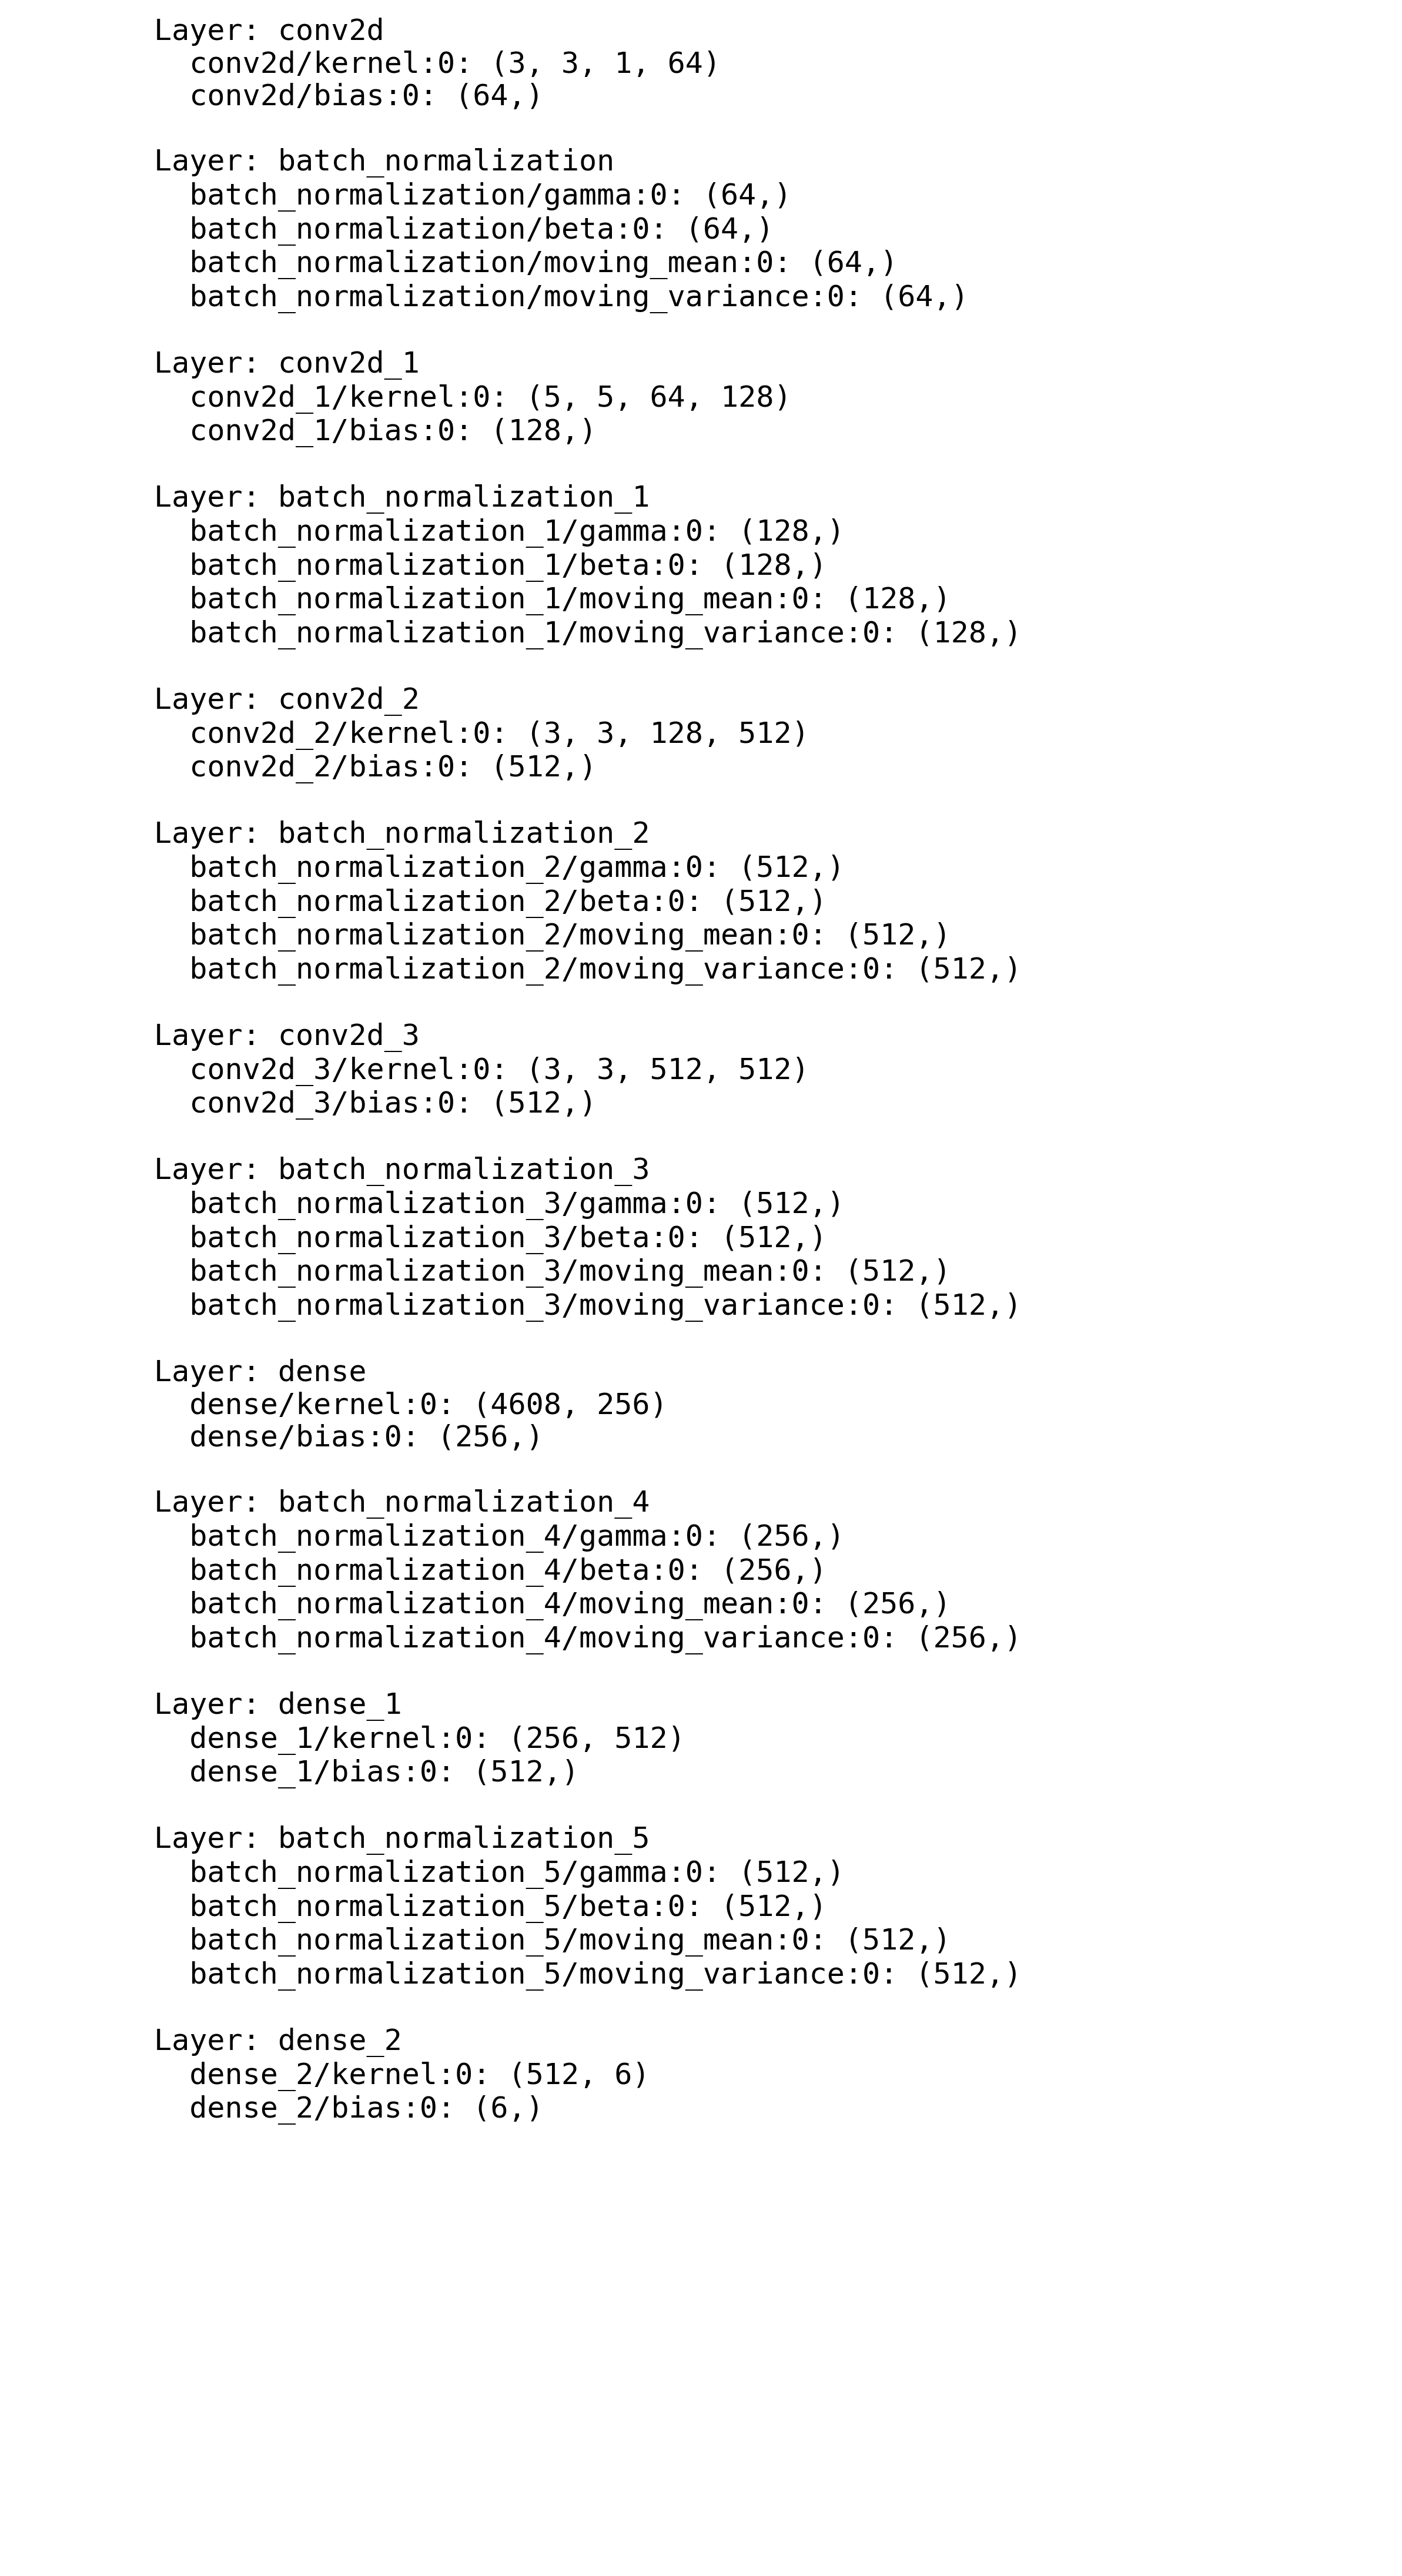 Layer: conv2d
  conv2d/kernel:0: (3, 3, 1, 64)
  conv2d/bias:0: (64,)

Layer: batch_normalization
  batch_normalization/gamma:0: (64,)
  batch_normalization/beta:0: (64,)
  batch_normalization/moving_mean:0: (64,)
  batch_normalization/moving_variance:0: (64,)

Layer: conv2d_1
  conv2d_1/kernel:0: (5, 5, 64, 128)
  conv2d_1/bias:0: (128,)

Layer: batch_normalization_1
  batch_normalization_1/gamma:0: (128,)
  batch_normalization_1/beta:0: (128,)
  batch_normalization_1/moving_mean:0: (128,)
  batch_normalization_1/moving_variance:0: (128,)

Layer: conv2d_2
  conv2d_2/kernel:0: (3, 3, 128, 512)
  conv2d_2/bias:0: (512,)

Layer: batch_normalization_2
  batch_normalization_2/gamma:0: (512,)
  batch_normalization_2/beta:0: (512,)
  batch_normalization_2/moving_mean:0: (512,)
  batch_normalization_2/moving_variance:0: (512,)

Layer: conv2d_3
  conv2d_3/kernel:0: (3, 3, 512, 512)
  conv2d_3/bias:0: (512,)

Layer: batch_normalization_3
  batch_normalization_3/gamma:0: (512,)
  batch_normalization_3/beta:0: (512,)
  batch_normalization_3/moving_mean:0: (512,)
  batch_normalization_3/moving_variance:0: (512,)

Layer: dense
  dense/kernel:0: (4608, 256)
  dense/bias:0: (256,)

Layer: batch_normalization_4
  batch_normalization_4/gamma:0: (256,)
  batch_normalization_4/beta:0: (256,)
  batch_normalization_4/moving_mean:0: (256,)
  batch_normalization_4/moving_variance:0: (256,)

Layer: dense_1
  dense_1/kernel:0: (256, 512)
  dense_1/bias:0: (512,)

Layer: batch_normalization_5
  batch_normalization_5/gamma:0: (512,)
  batch_normalization_5/beta:0: (512,)
  batch_normalization_5/moving_mean:0: (512,)
  batch_normalization_5/moving_variance:0: (512,)

Layer: dense_2
  dense_2/kernel:0: (512, 6)
  dense_2/bias:0: (6,)